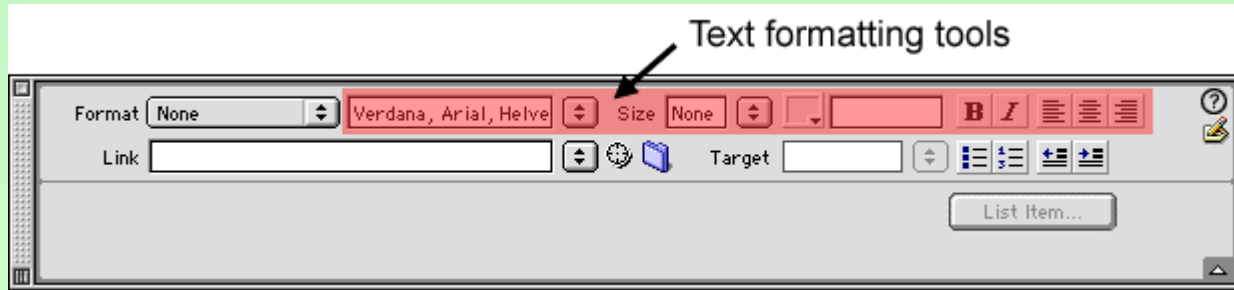 Text formatting tools
Format None Verdana, Arial, Helve Size None B I
Link Target
List Item...